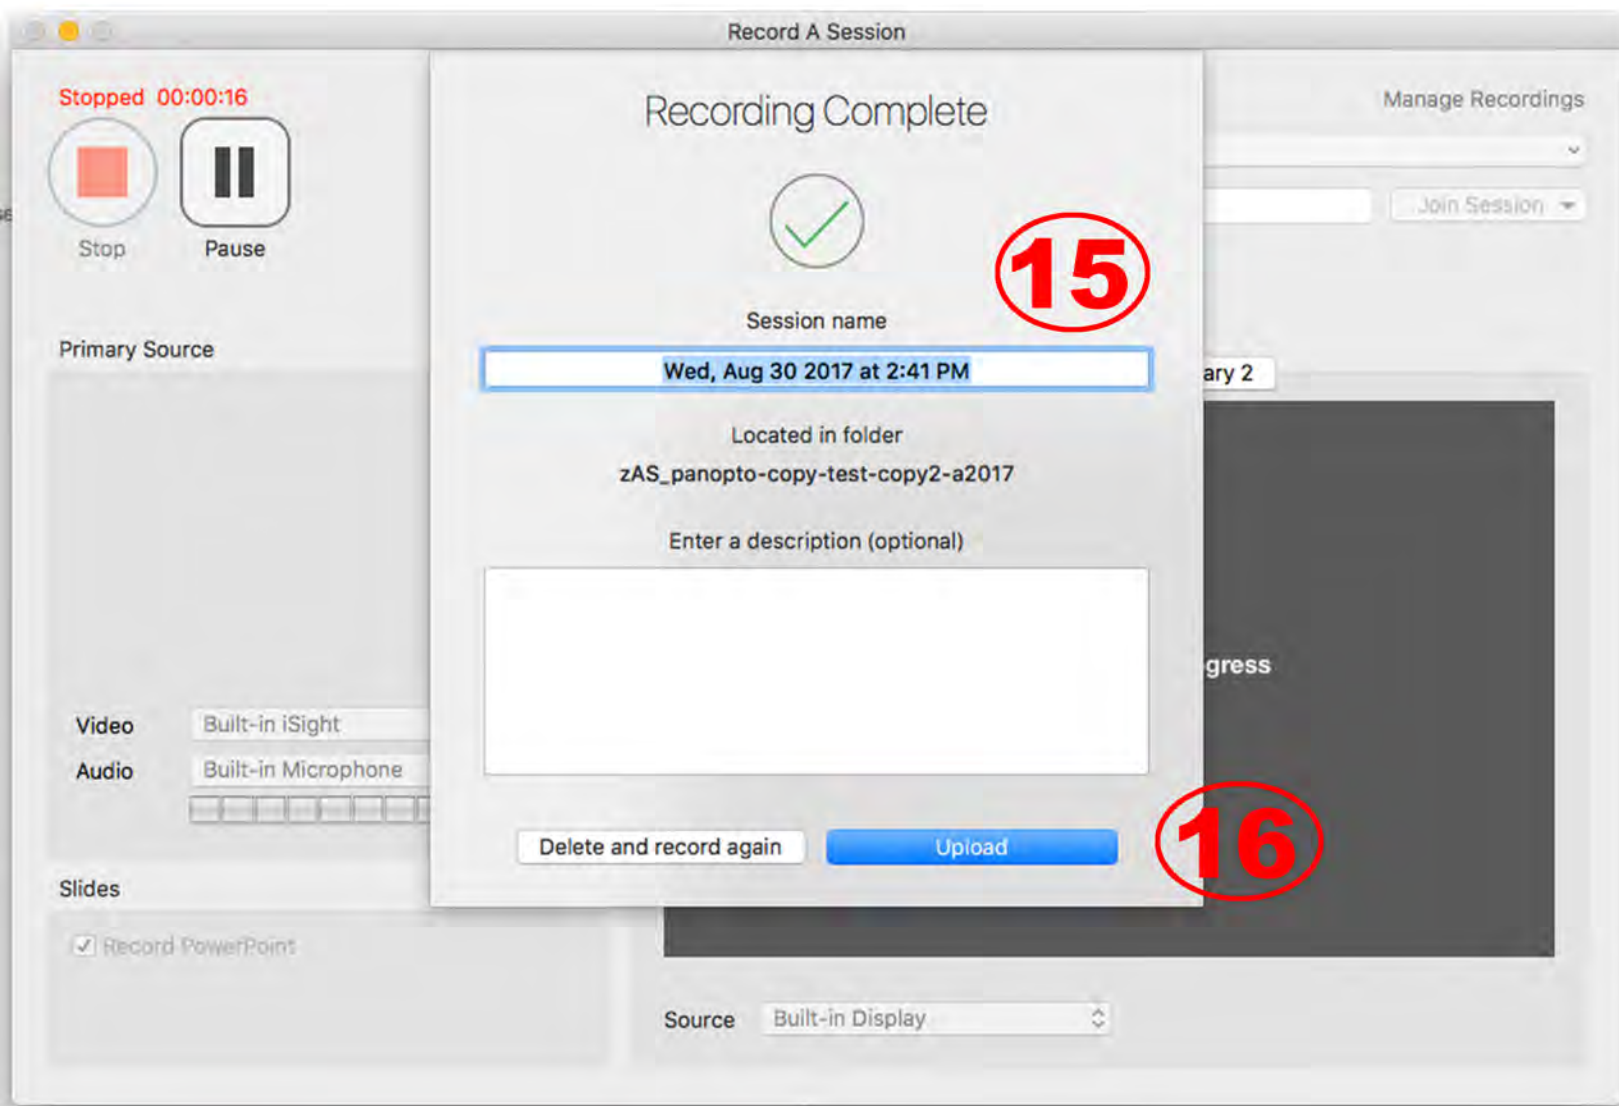 Record A Session
Stopped 00:00:16
Stop
Pause
Primary Source
Video
Built-in iSight
Audio
Built-in Microphone
Slides
Record PowerPoint
Recording Complete
15
Session name
Wed, Aug 30 2017 at 2:41 PM
Located in folder
zAS_panopto-copy-test-copy2-a2017
Enter a description (optional)
Delete and record again
Upload
16
Manage Recordings
Join Session
ary 2
gress
Source
Built-in Display